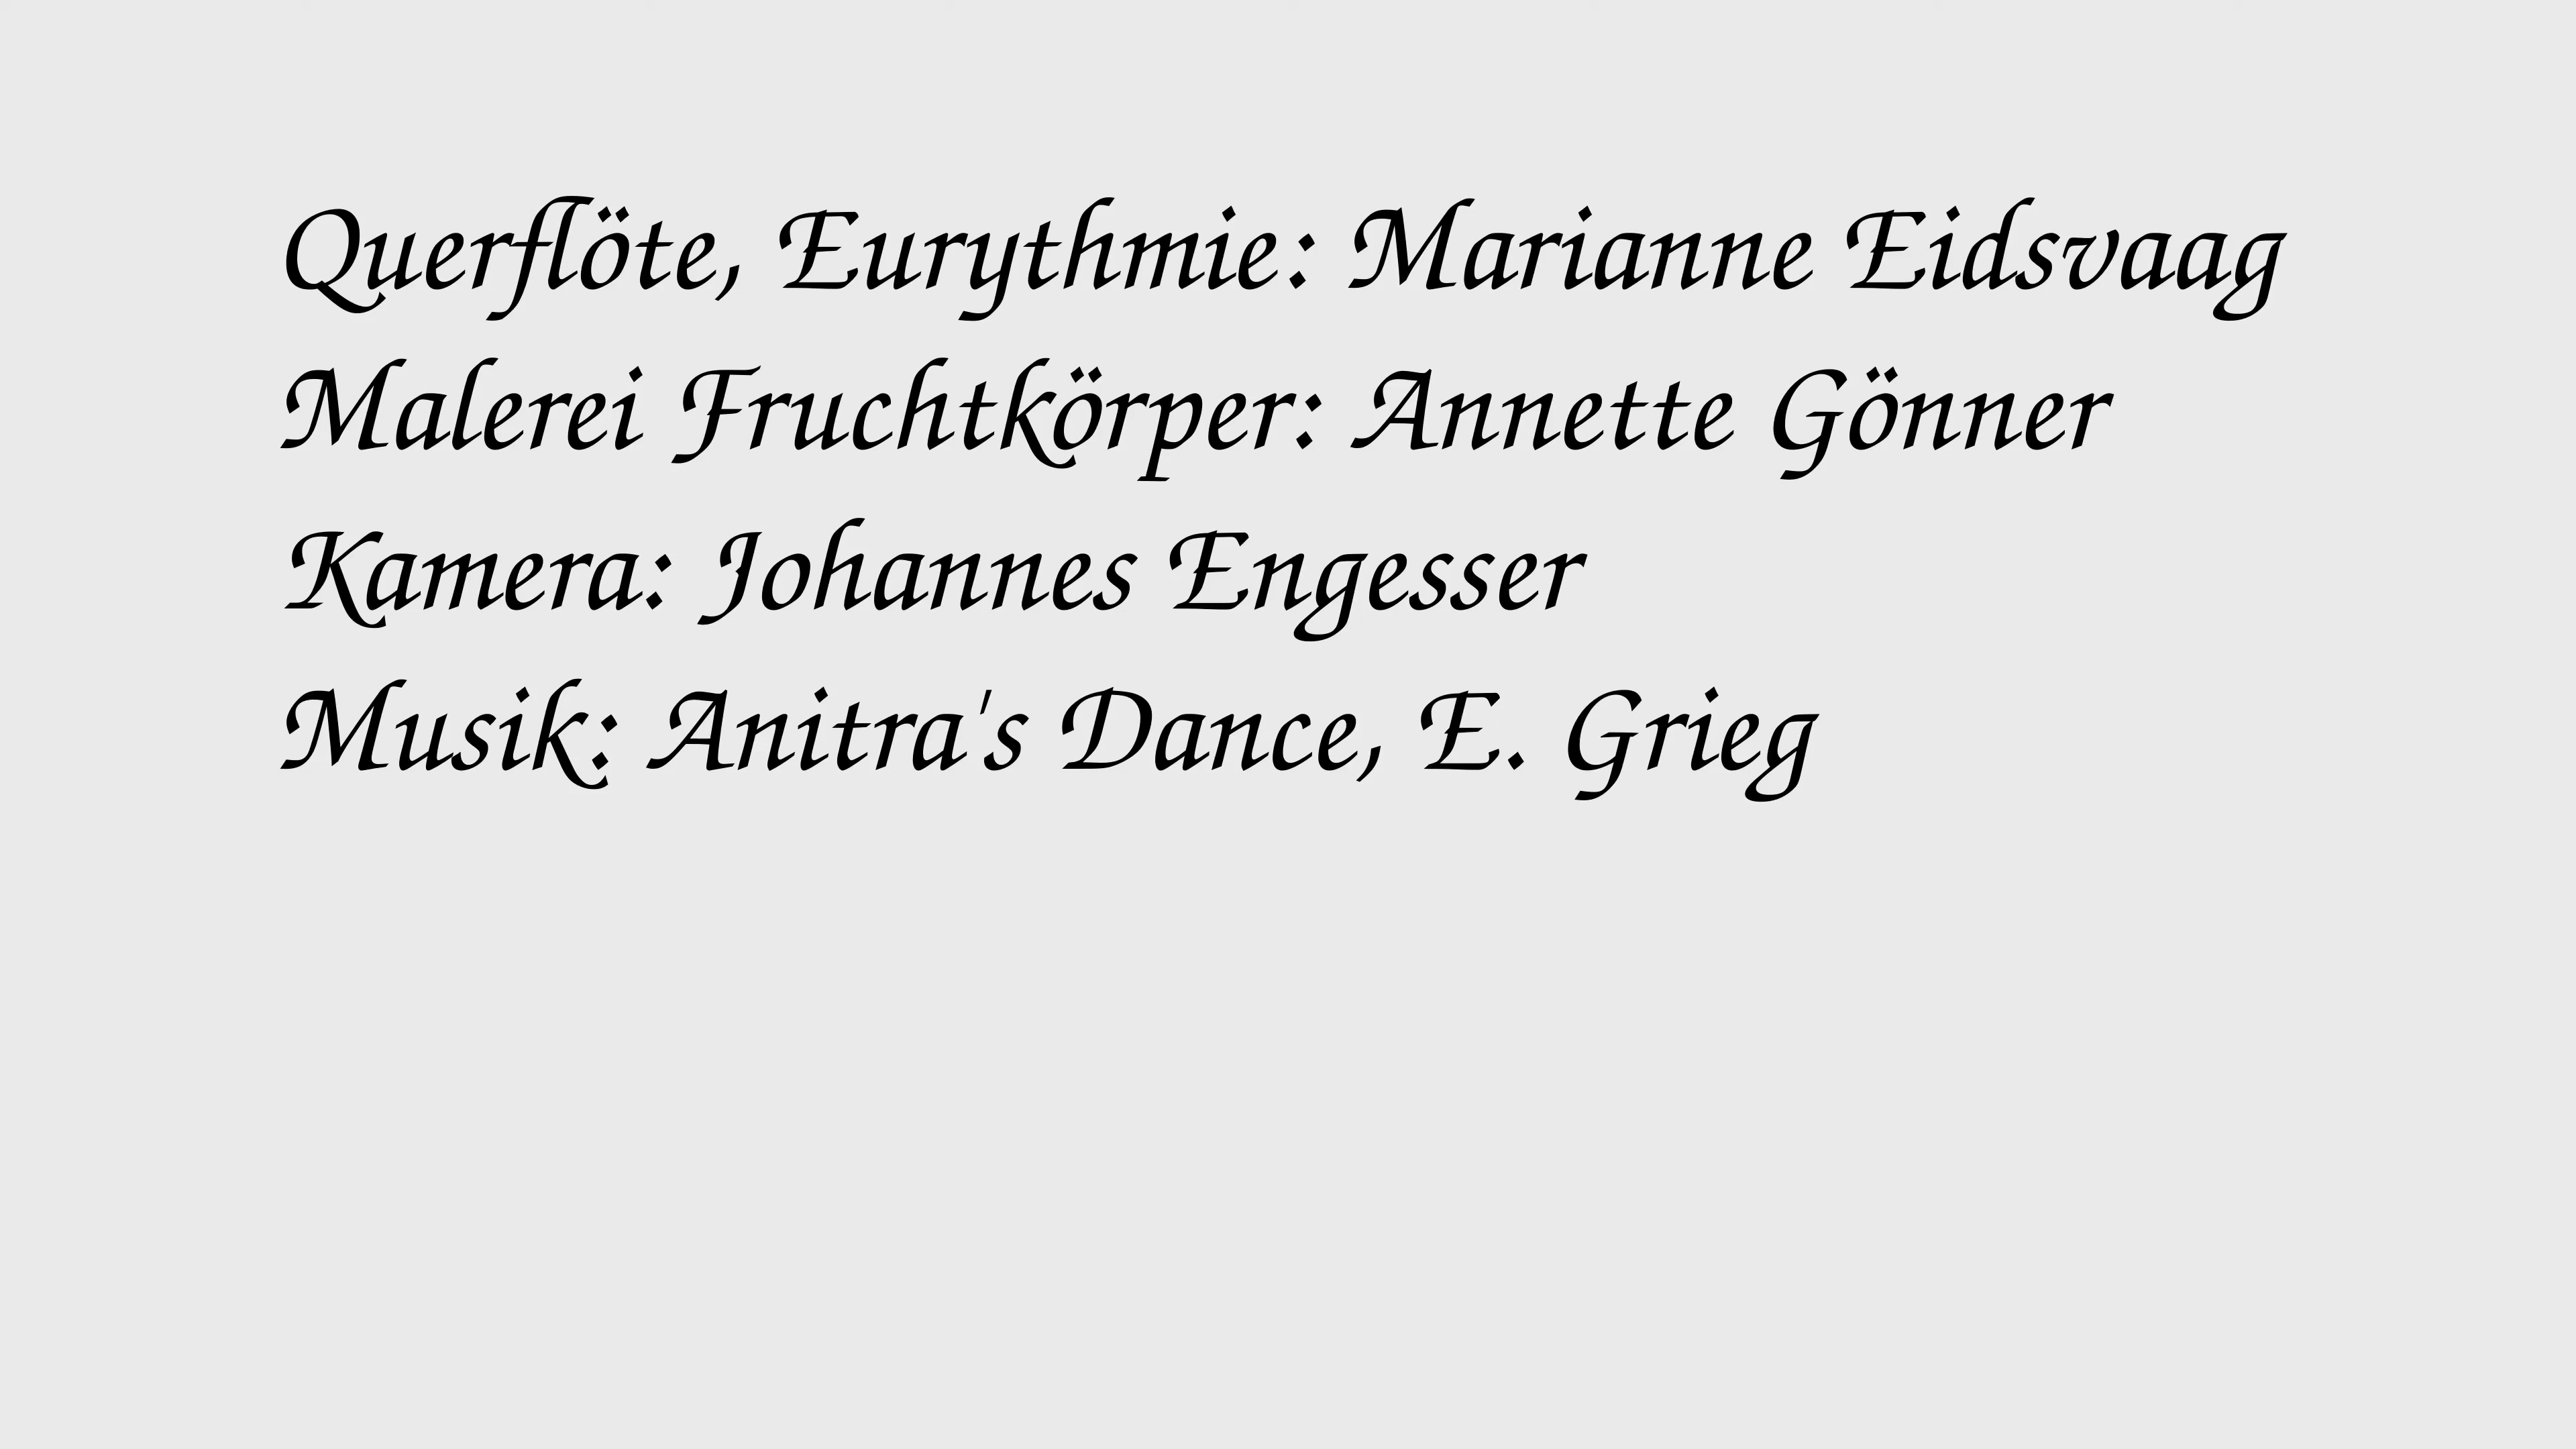 Querflöte, Eurythmie: Marianne Eidsvaag
Malerei Fruchtkörper: Annette Gönner
Kamera: Johannes Engesser
Musik: Anitra's Dance, E. Grieg